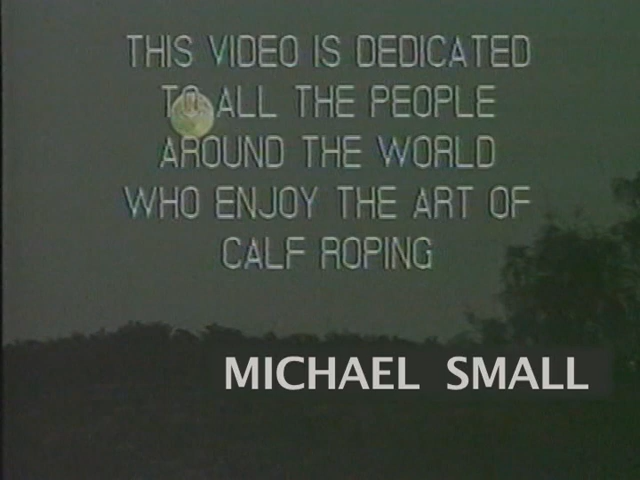 THIS VIDEO IS DEDICATED
TO ALL THE PEOPLE
AROUND THE WORLD
WHO ENJOY THE ART OF
CALF ROPING
MICHAEL SMALL